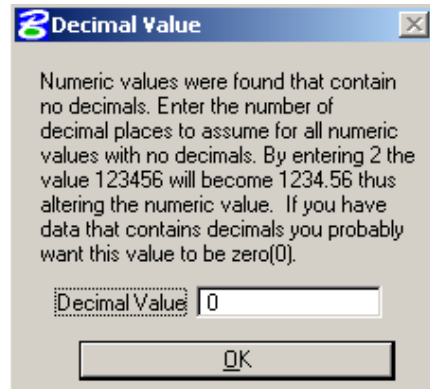 Decimal Value
Numeric values were found that contain
no decimals. Enter the number of
decimal places to assume for all numeric
values with no decimals. By entering 2 the
value 123456 will become 1234.56 thus
altering the numeric value.  If you have
data that contains decimals you probably
want this value to be zero(0).
Decimal Value 0
OK